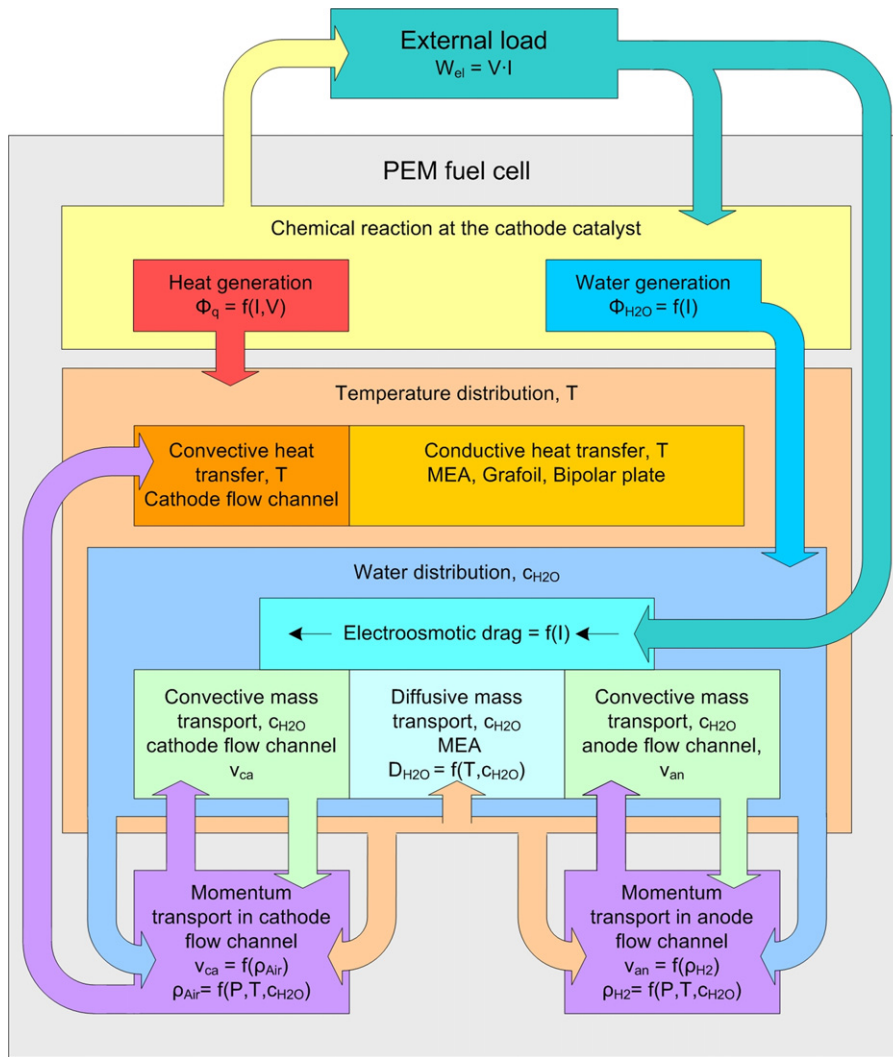 External load
Wel = V·I
PEM fuel cell
Chemical reaction at the cathode catalyst
Heat generation
Φq = f(I,V)
Water generation
ΦH2O = f(I)
Temperature distribution, T
Convective heat
transfer, T
Cathode flow channel
Conductive heat transfer, T
MEA, Grafoil, Bipolar plate
Water distribution, cH2O
Electroosmotic drag = f(I)
Convective mass
transport, cH2O
cathode flow channel
vca
Diffusive mass
transport, cH2O
MEA
DH2O = f(T,cH2O)
Convective mass
transport, cH2O
anode flow channel,
van
Momentum
transport in cathode
flow channel
vca = f(ρAir)
ρAir= f(P,T,cH2O)
Momentum
transport in anode
flow channel
van = f(ρH2)
ρH2= f(P,T,cH2O)